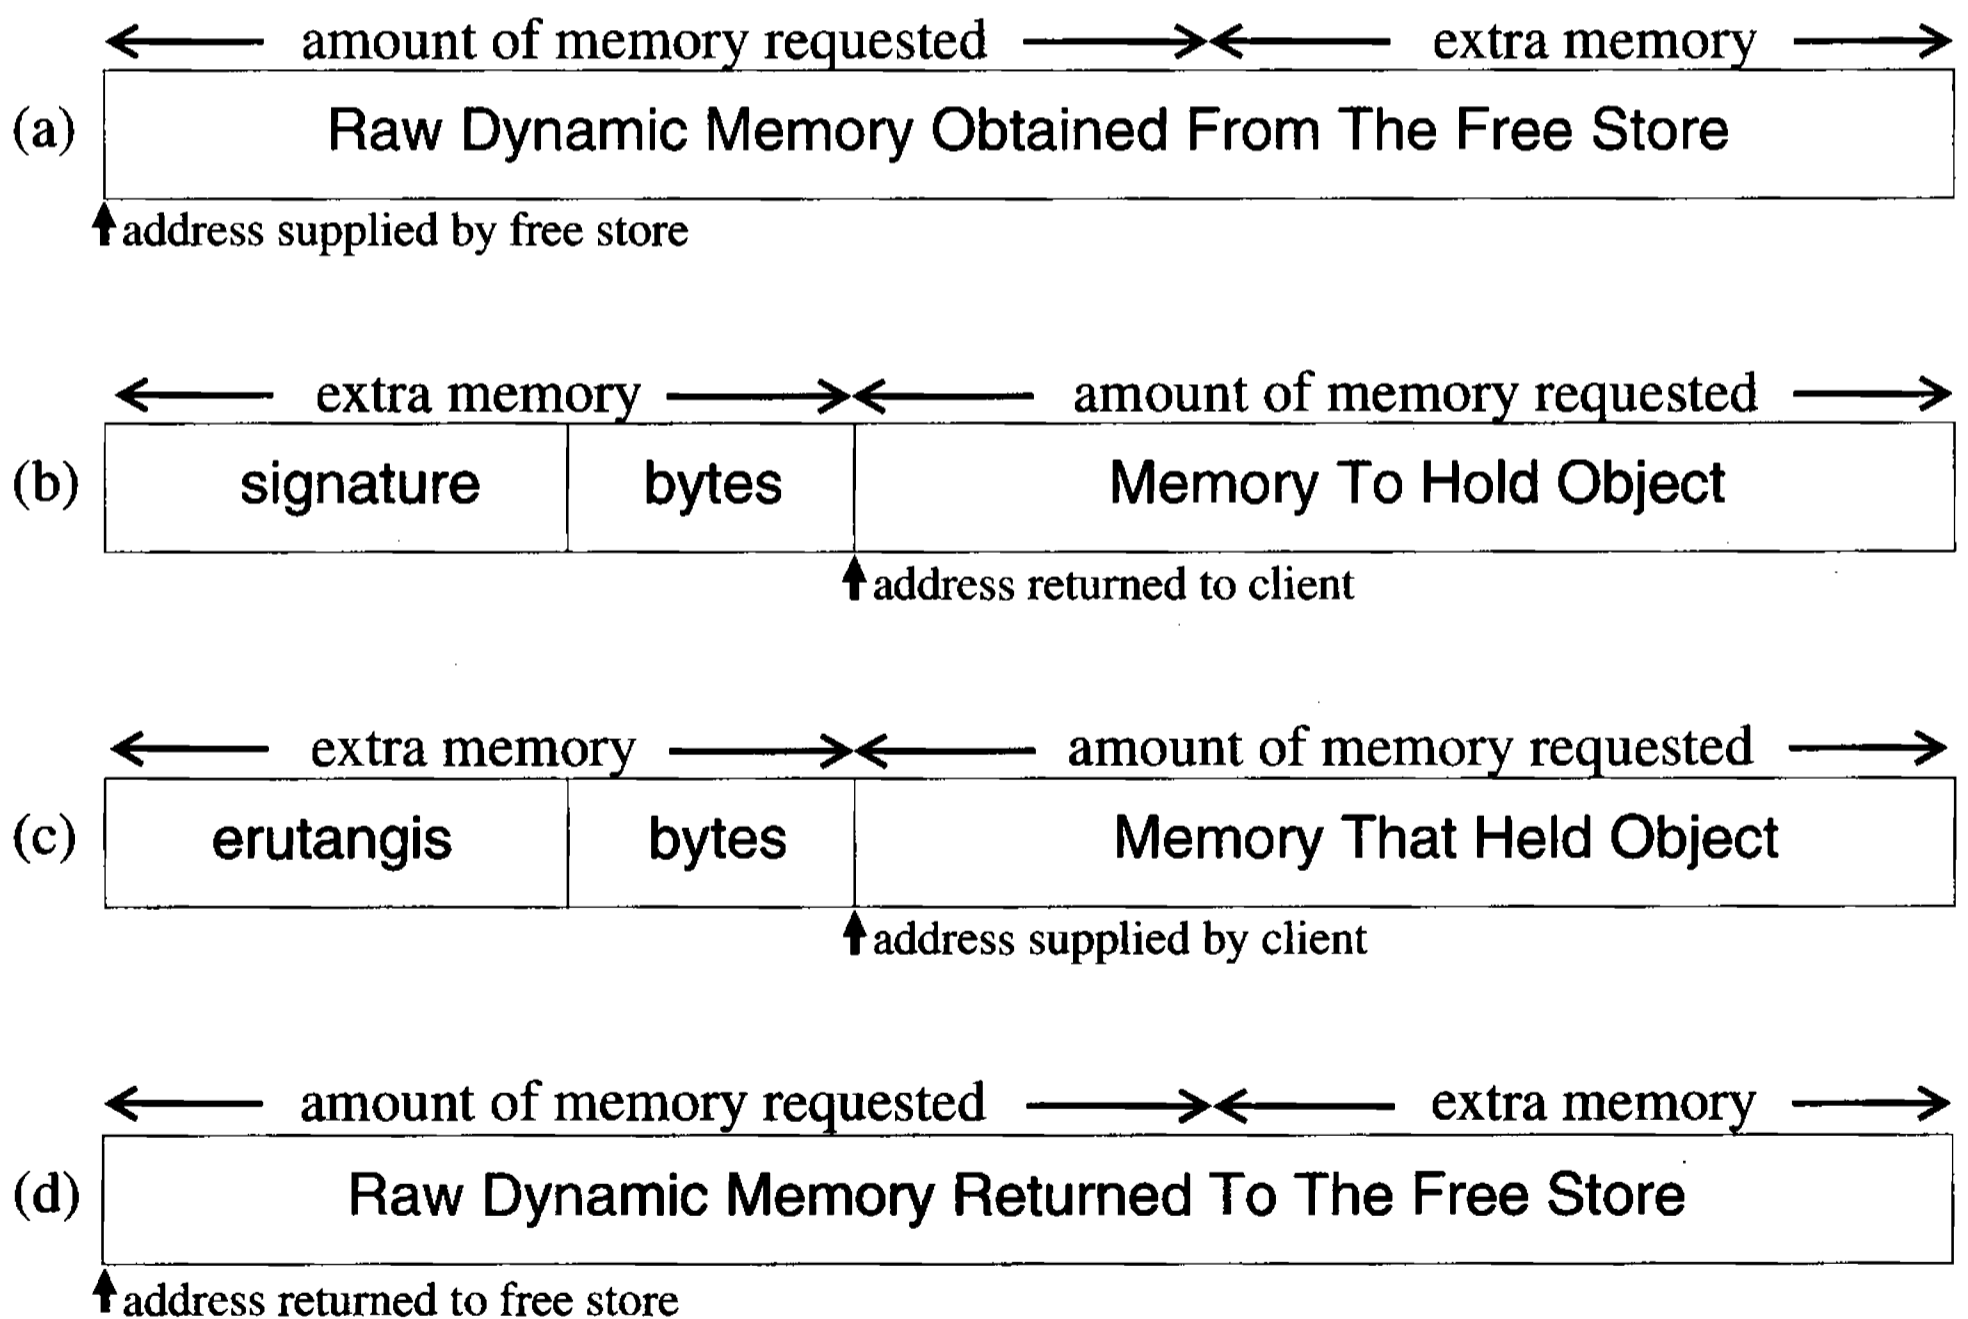 amount of memory requested extra memory
(a) Raw Dynamic Memory Obtained From The Free Store
address supplied by free store
extra memory amount of memory requested
(b) signature bytes Memory To Hold Object
address returned to client
extra memory amount of memory requested
(c) erutangis bytes Memory That Held Object
address supplied by client
amount of memory requested extra memory
(d) Raw Dynamic Memory Returned To The Free Store
address returned to free store